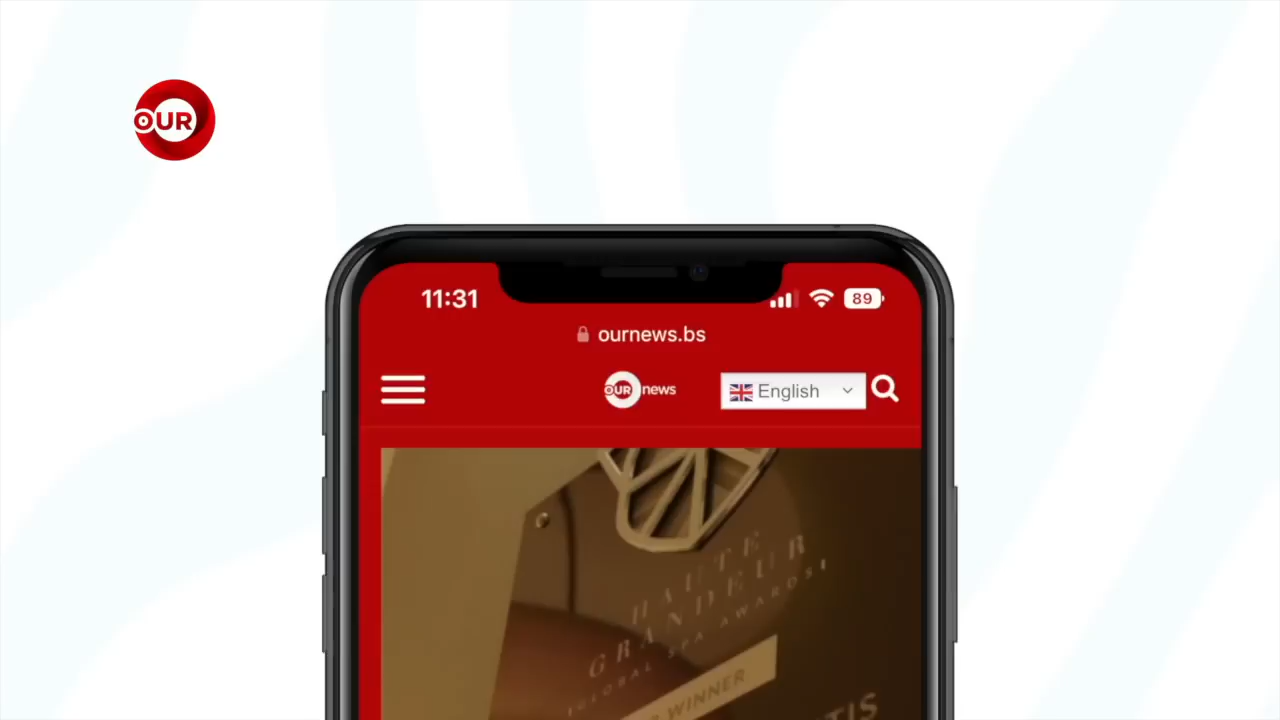 OUR
11:31
89
ournews.bs
OUR news
English
HAUTE
GRANDEUR
GLOBAL SPA AWARDS
WINNER